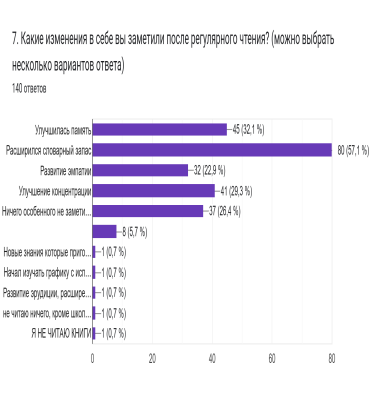 7. Какие изменения в себе вы заметили после регулярного чтения? (можно выбрать
несколько вариантов ответа)
140 ответов
Улучшилась память 45 (32,1 %)
Расширился словарный запас 80 (57,1 %)
Развитие эмпатии 32 (22,9 %)
Улучшение концентрации 41 (29,3 %)
Ничего особенного не замети... 37 (26,4 %)
8 (5,7 %)
Новые знания которые приго... 1 (0,7 %)
Начал изучать графику с исп... 1 (0,7 %)
Развитие эрудиции, расшире... 1 (0,7 %)
не читаю ничего, кроме школ... 1 (0,7 %)
Я НЕ ЧИТАЮ КНИГИ 1 (0,7 %)
0 20 40 60 80